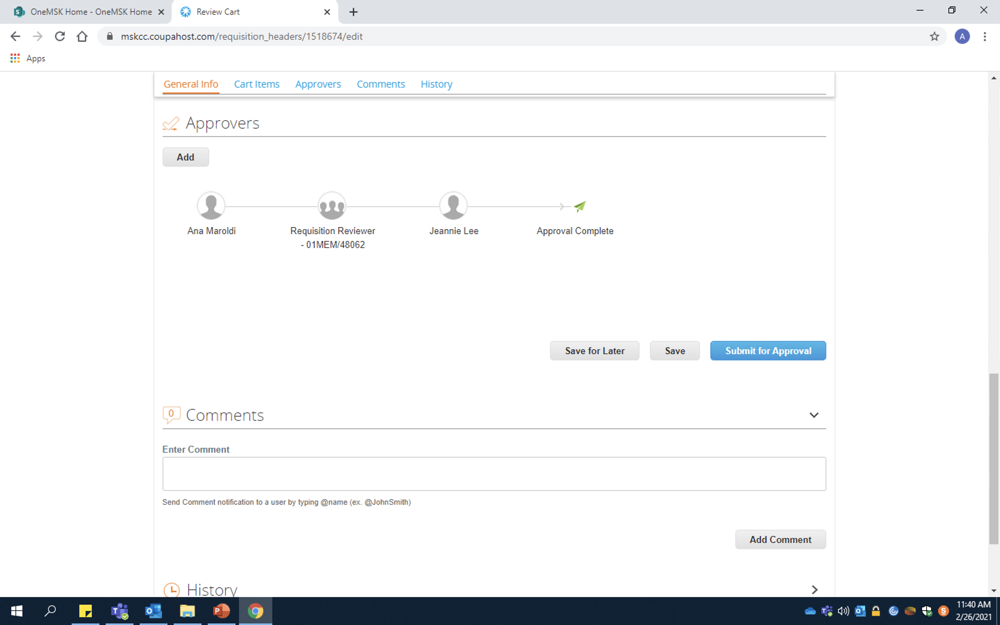 OneMSK Home - OneMSK Home
Review Cart
mskcc.coupahost.com/requisition_headers/1518674/edit
A
Apps
General Info Cart Items Approvers Comments History
Approvers
Add
Ana Maroldi
Requisition Reviewer
- 01MEM/48062
Jeannie Lee
Approval Complete
Save for Later Save Submit for Approval
0 Comments
Enter Comment
Send Comment notification to a user by typing @name (ex. @JohnSmith)
Add Comment
History
11:40 AM
2/26/2021